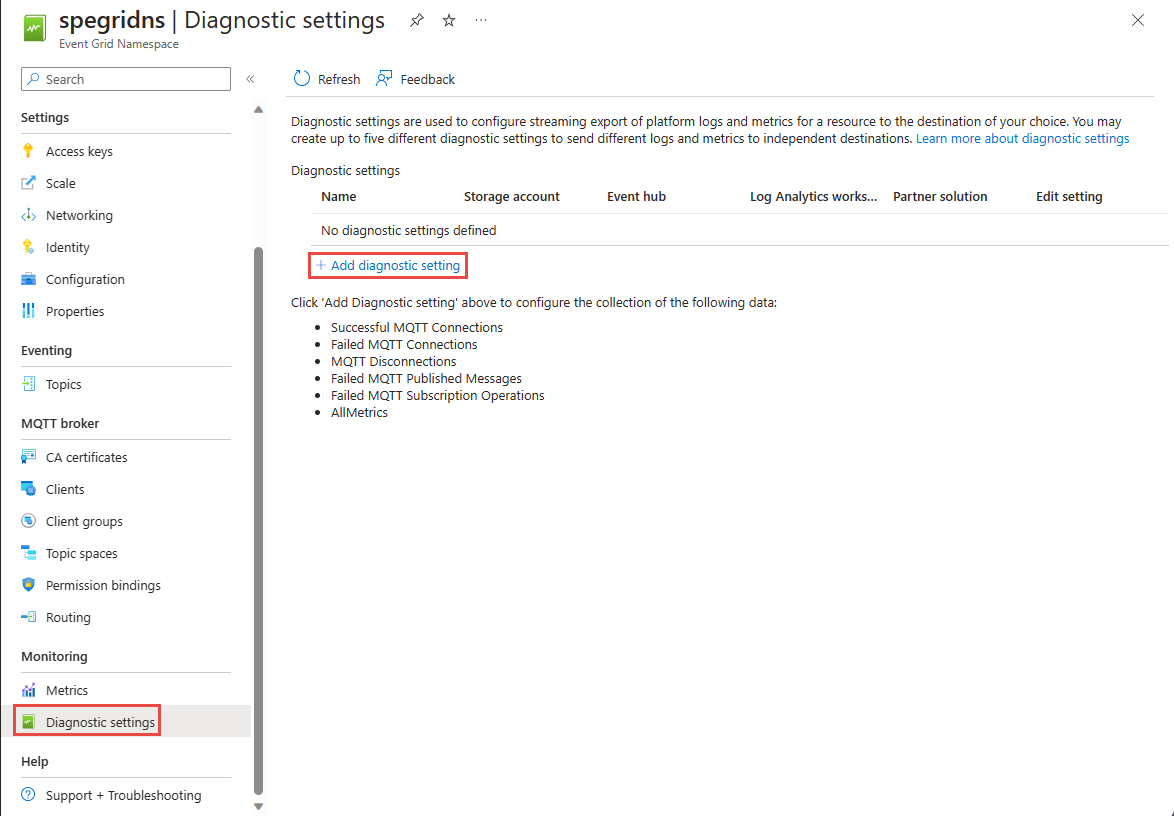 spegridns | Diagnostic settings
Event Grid Namespace
Search
Settings
Access keys
Scale
Networking
Identity
Configuration
Properties
Eventing
Topics
MQTT broker
CA certificates
Clients
Client groups
Topic spaces
Permission bindings
Routing
Monitoring
Metrics
Diagnostic settings
Help
Support + Troubleshooting
Refresh
Feedback
Diagnostic settings are used to configure streaming export of platform logs and metrics for a resource to the destination of your choice. You may
create up to five different diagnostic settings to send different logs and metrics to independent destinations. Learn more about diagnostic settings
Diagnostic settings
Name Storage account Event hub Log Analytics works... Partner solution Edit setting
No diagnostic settings defined
+ Add diagnostic setting
Click 'Add Diagnostic setting' above to configure the collection of the following data:
• Successful MQTT Connections
• Failed MQTT Connections
• MQTT Disconnections
• Failed MQTT Published Messages
• Failed MQTT Subscription Operations
• AllMetrics